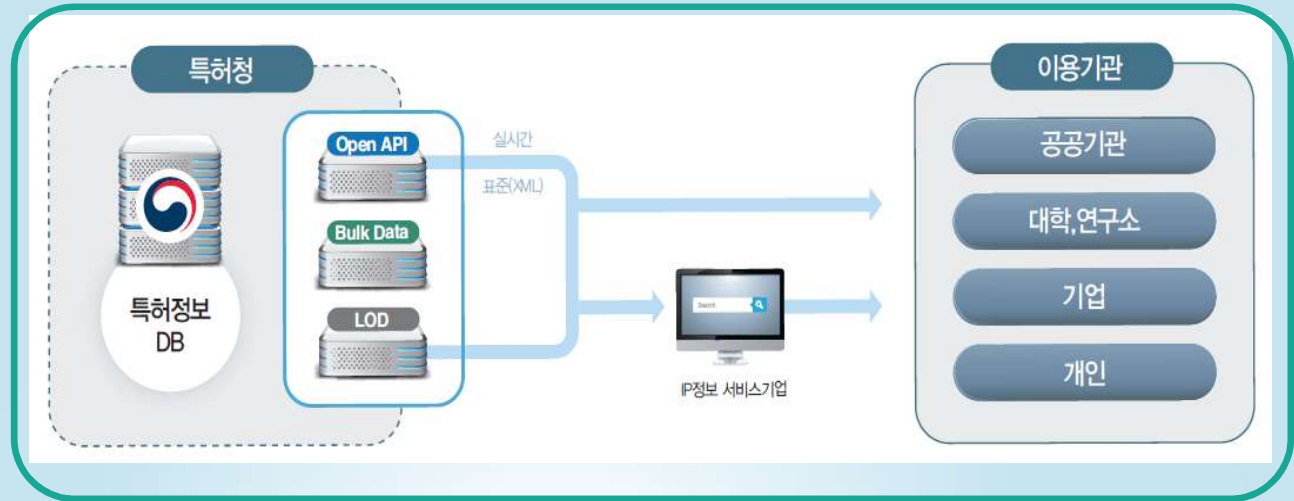 특허청
이용기관
Open API
실시간
표준(XML)
Bulk Data
LOD
특허정보
DB
Search
IP정보 서비스기업
공공기관
대학,연구소
기업
개인